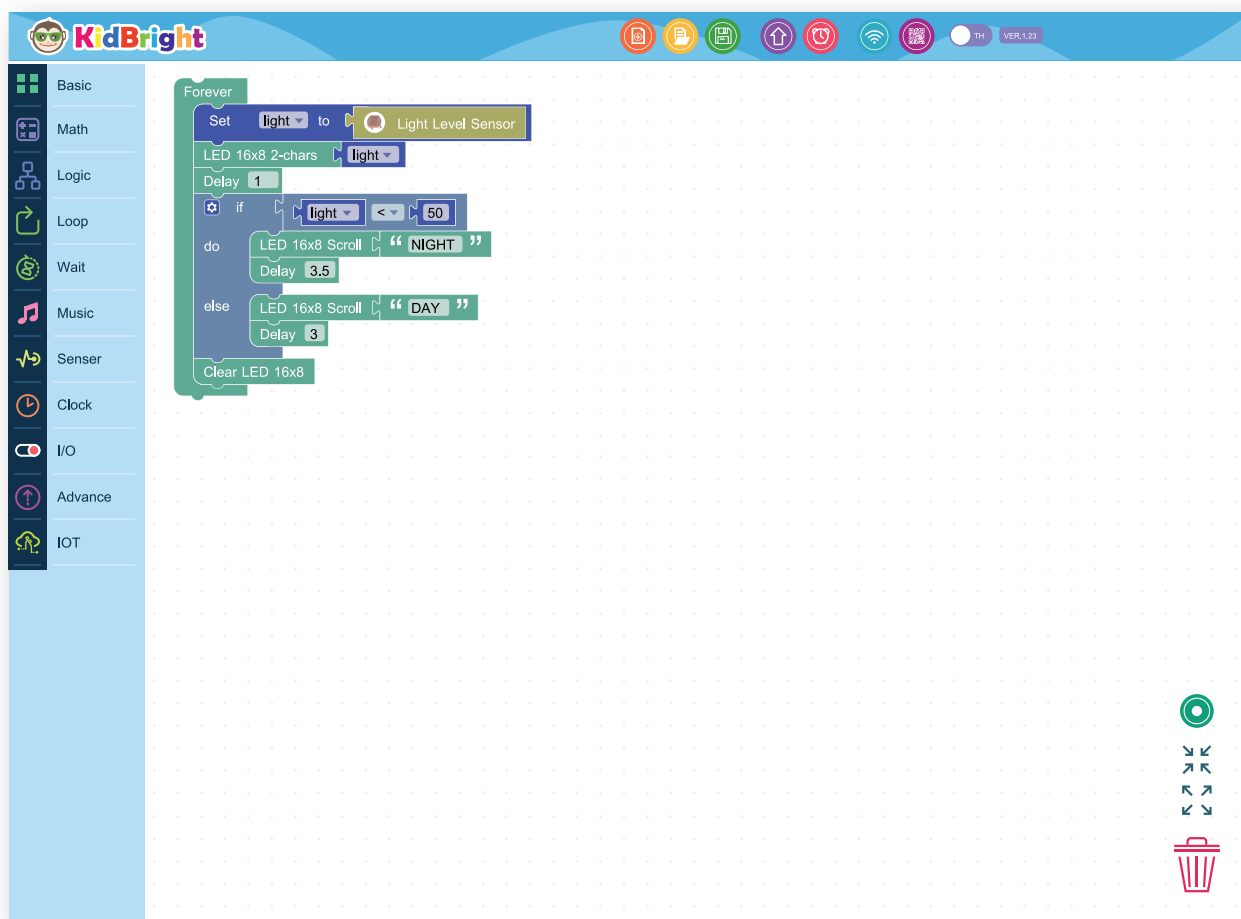 KidBright
TH
VER.1,23
Basic
Math
Logic
Loop
Wait
Music
Senser
Clock
I/O
Advance
IOT
Forever
Set light to Light Level Sensor
LED 16x8 2-chars light
Delay 1
if light < 50
do LED 16x8 Scroll “ NIGHT ”
Delay 3.5
else LED 16x8 Scroll “ DAY ”
Delay 3
Clear LED 16x8